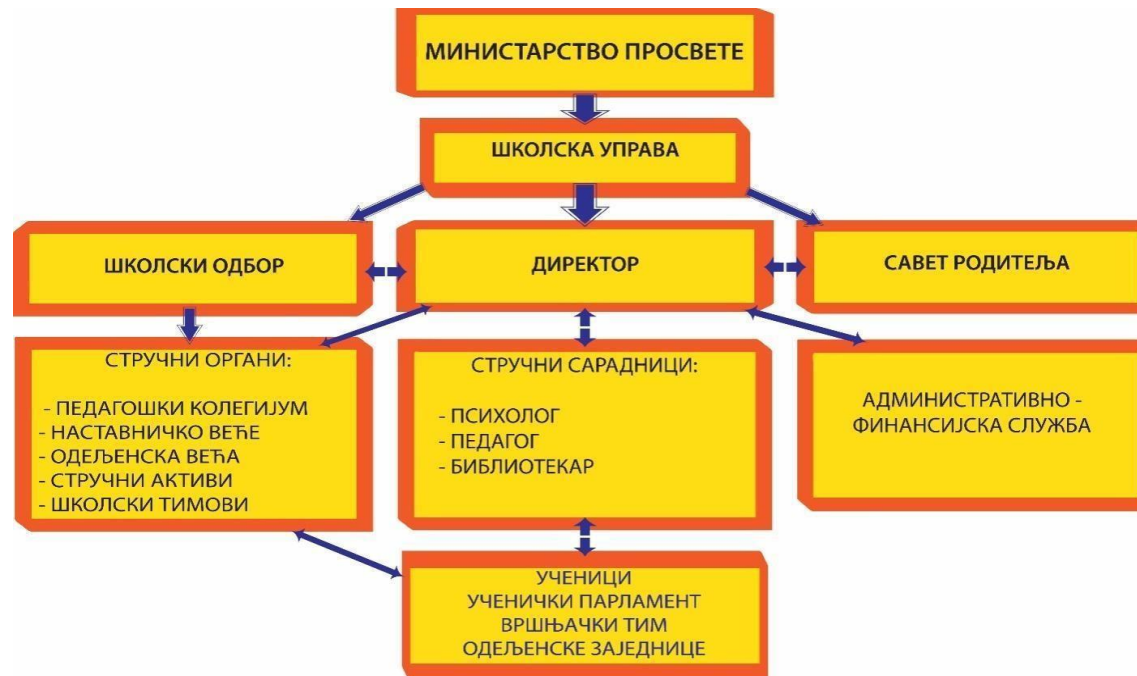 МИНИСТАРСТВО ПРОСВЕТЕ
ШКОЛСКА УПРАВА
ШКОЛСКИ ОДБОР
ДИРЕКТОР
САВЕТ РОДИТЕЉА
СТРУЧНИ ОРГАНИ:
- ПЕДАГОШКИ КОЛЕГИЈУМ
- НАСТАВНИЧКО ВЕЋЕ
- ОДЕЉЕНСКА ВЕЋА
- СТРУЧНИ АКТИВИ
- ШКОЛСКИ ТИМОВИ
СТРУЧНИ САРАДНИЦИ:
- ПСИХОЛОГ
- ПЕДАГОГ
- БИБЛИОТЕКАР
АДМИНИСТРАТИВНО -
ФИНАНСИЈСКА СЛУЖБА
УЧЕНИЦИ
УЧЕНИЧКИ ПАРЛАМЕНТ
ВРШЊАЧКИ ТИМ
ОДЕЉЕНСКЕ ЗАЈЕДНИЦЕ